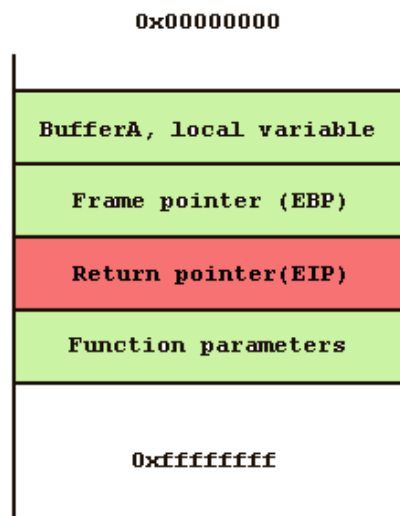 0x00000000
BufferA, local variable
Frame pointer (EBP)
Return pointer(EIP)
Function parameters
0xffffffff